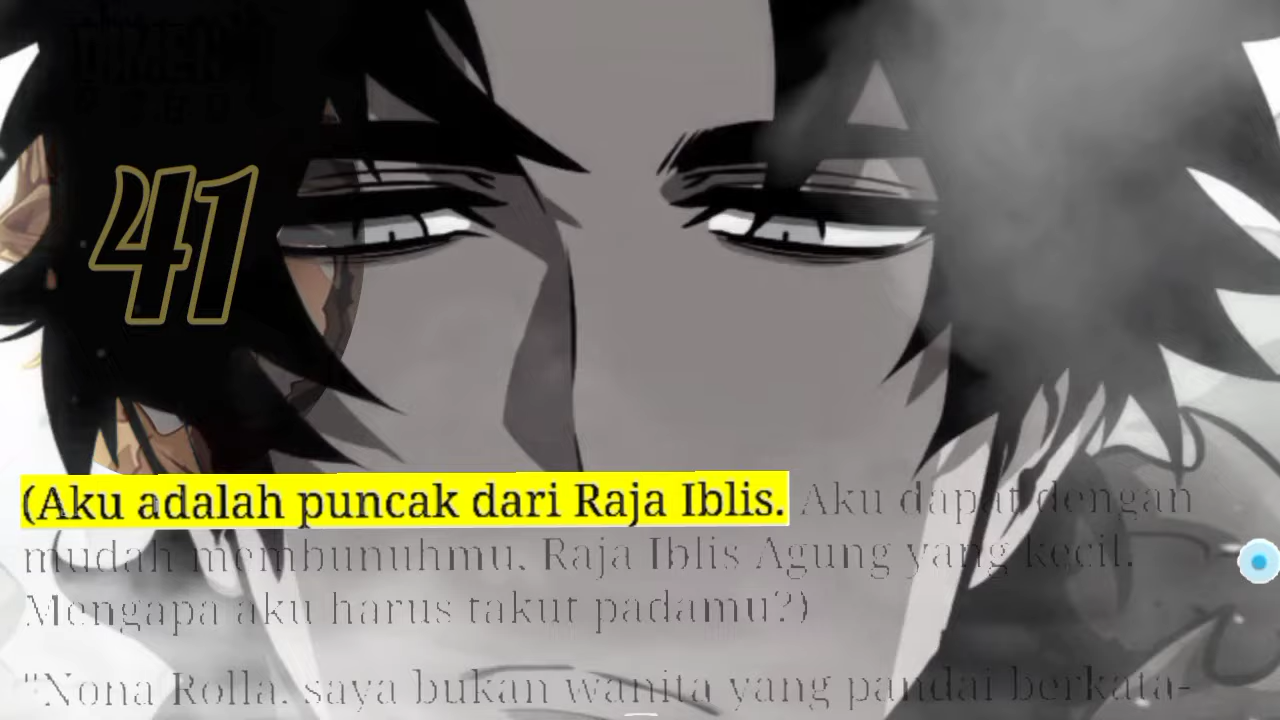 41
(Aku adalah puncak dari Raja Iblis. Aku dapat dengan
mudah membunuhmu, Raja Iblis Agung yang kecil.
Mengapa aku harus takut padamu?)
"Nona Rolla, saya bukan wanita yang pandai berkata-